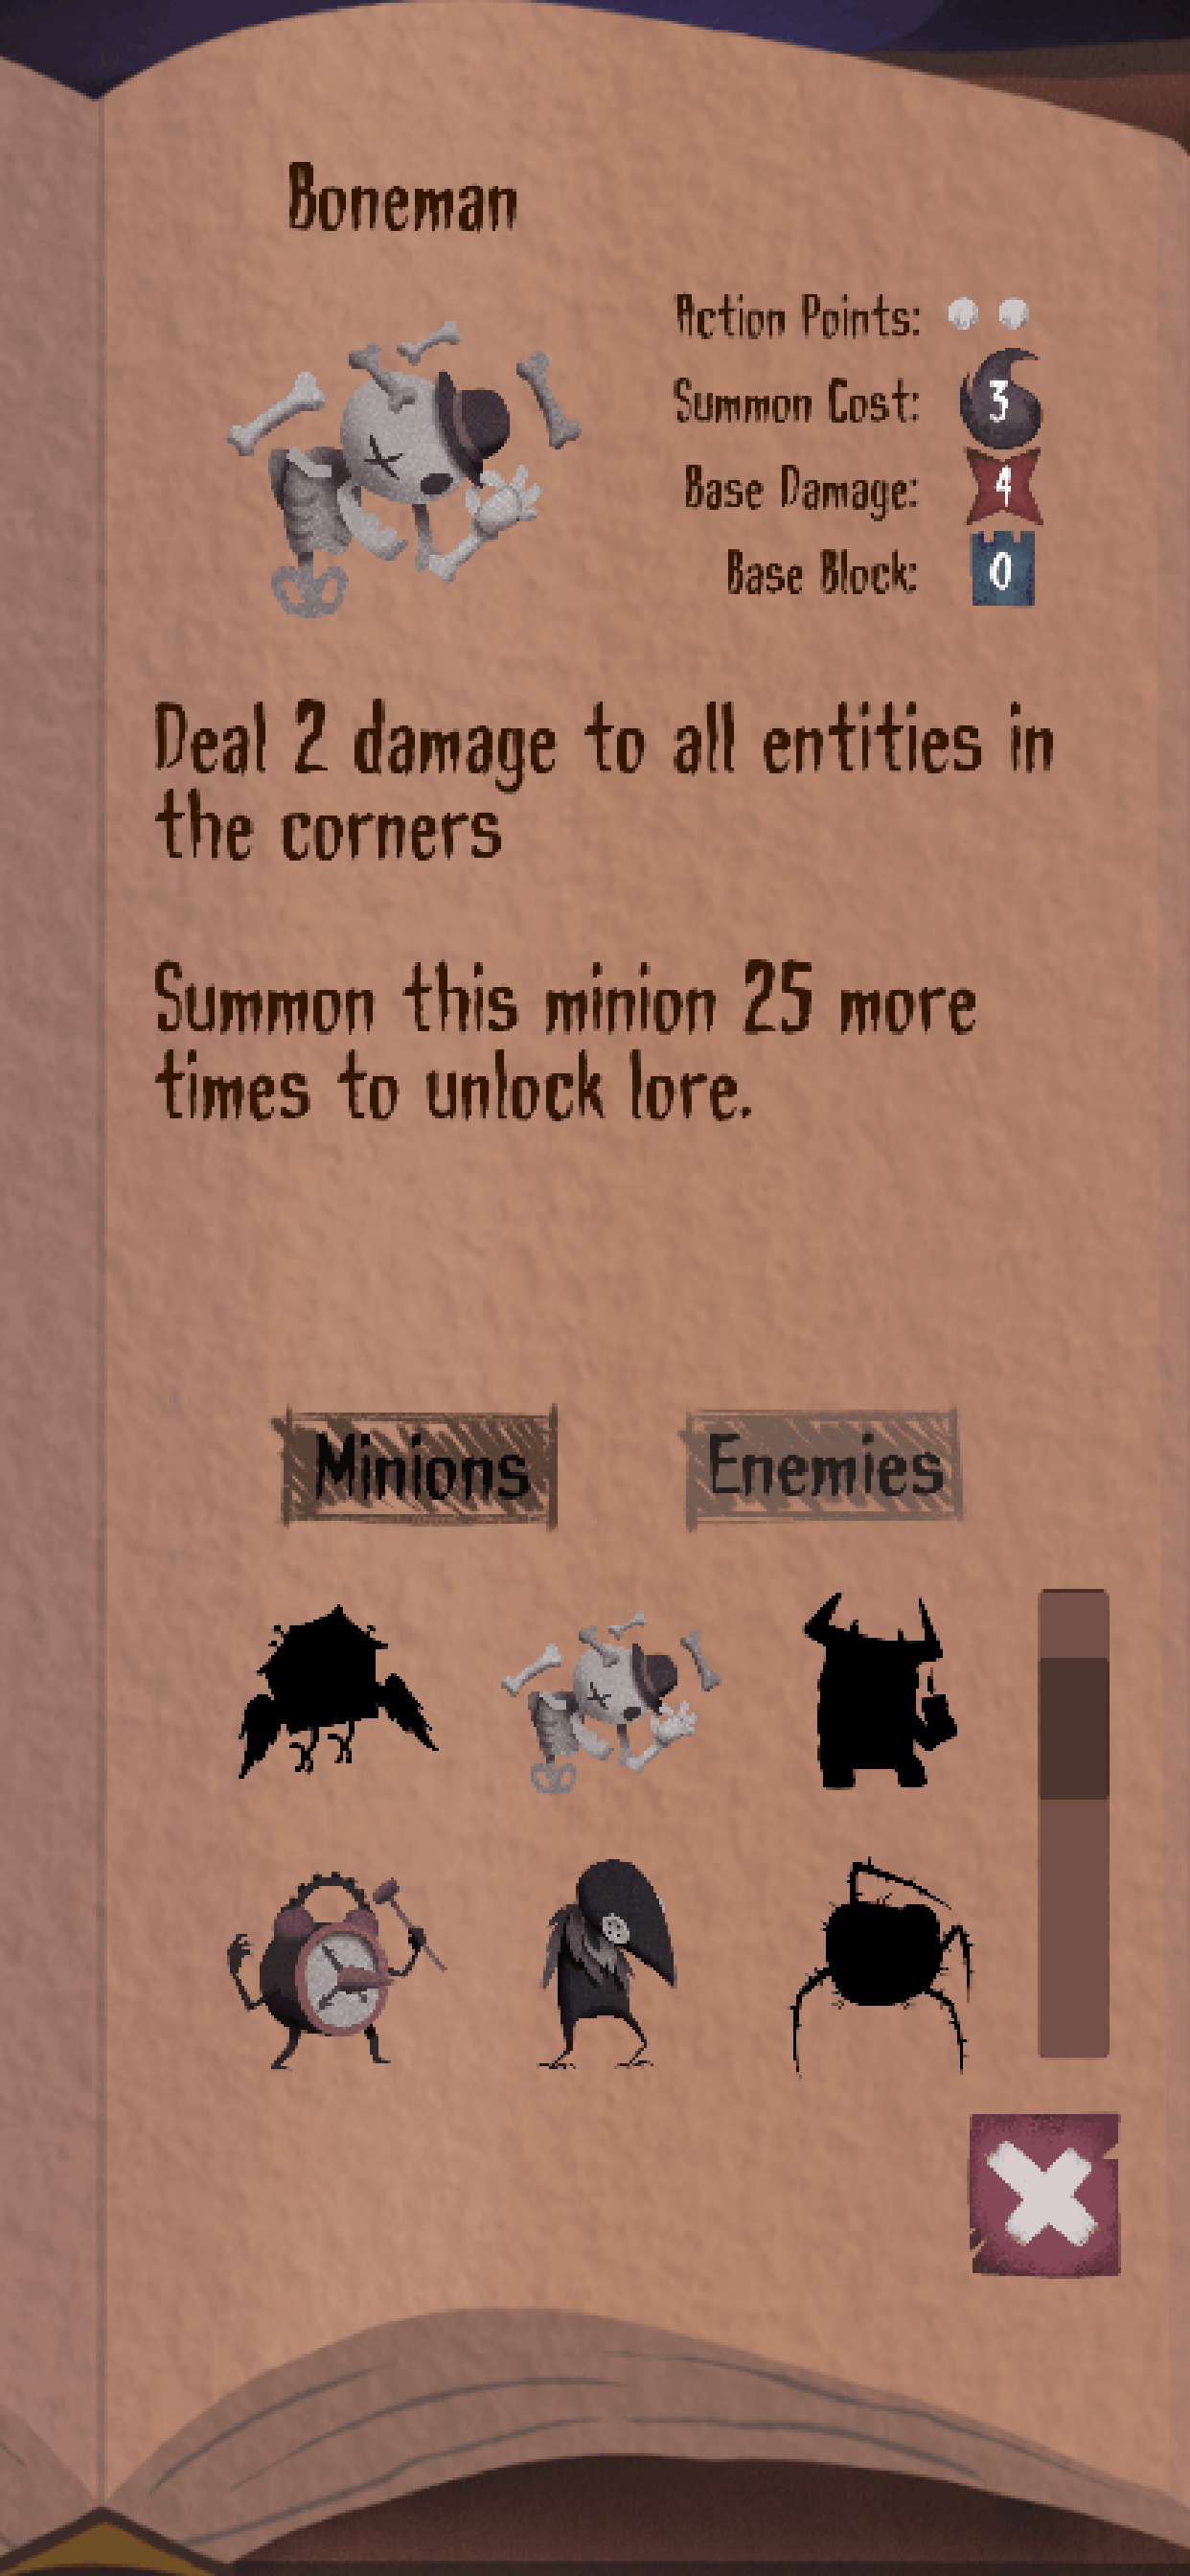 Boneman
Action Points:
Summon Cost: 3
Base Damage: 4
Base Block: 0
Deal 2 damage to all entities in
the corners
Summon this minion 25 more
times to unlock lore.
Minions Enemies